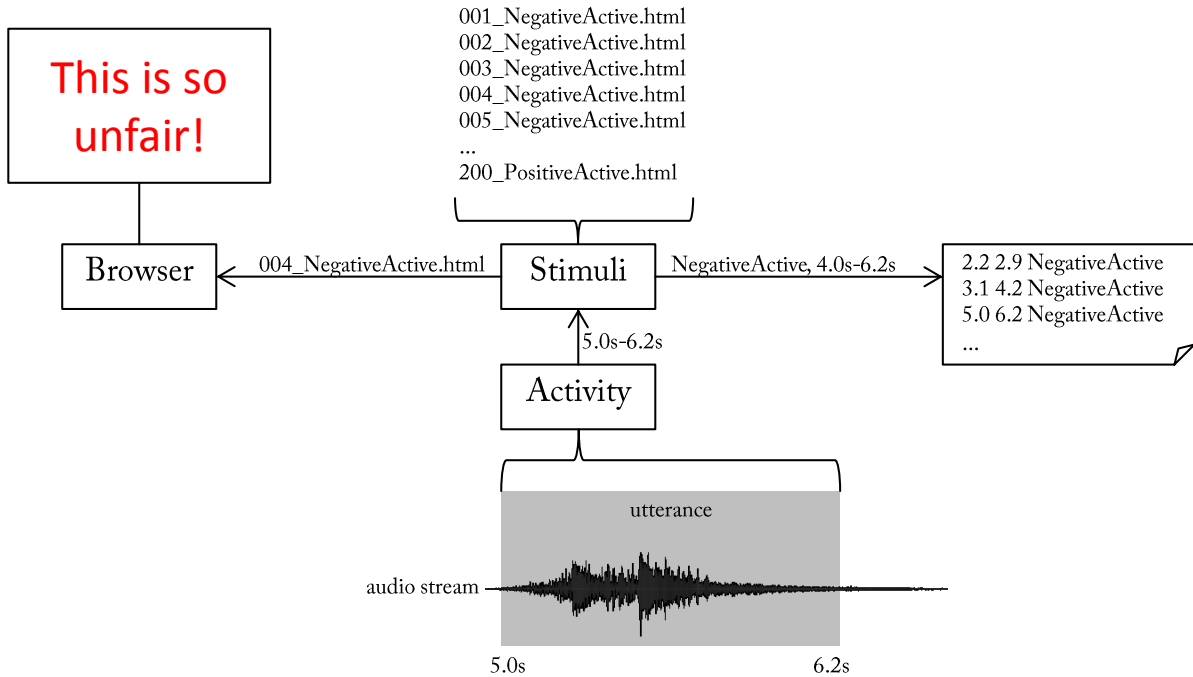 001_NegativeActive.html
002_NegativeActive.html
003_NegativeActive.html
004_NegativeActive.html
005_NegativeActive.html
...
200_PositiveActive.html
This is so
unfair!
Browser
004_NegativeActive.html
Stimuli
NegativeActive, 4.0s-6.2s
2.2 2.9 NegativeActive
3.1 4.2 NegativeActive
5.0 6.2 NegativeActive
...
5.0s-6.2s
Activity
utterance
audio stream
5.0s
6.2s